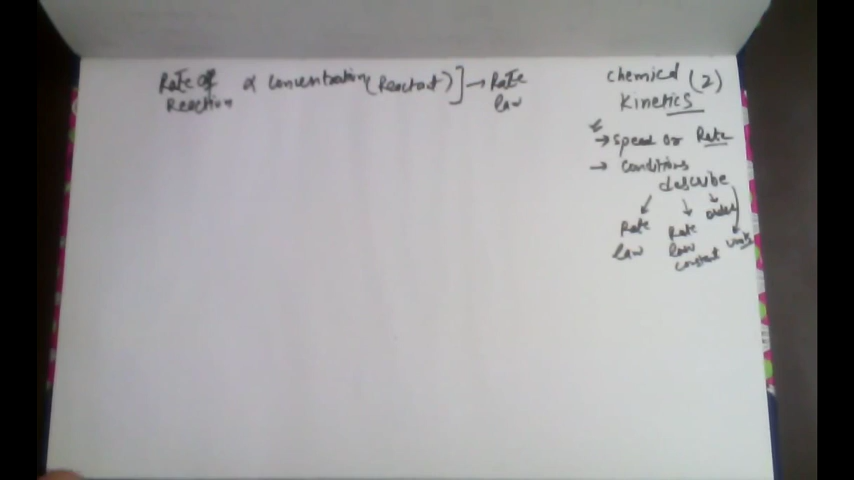 Rate of ∝ Concentration (Reactant) ] → Rate
Reaction law
Chemical (2)
Kinetics
→ Speed or Rate
→ Conditions
describe
Rate law
Rate law constant
order
units